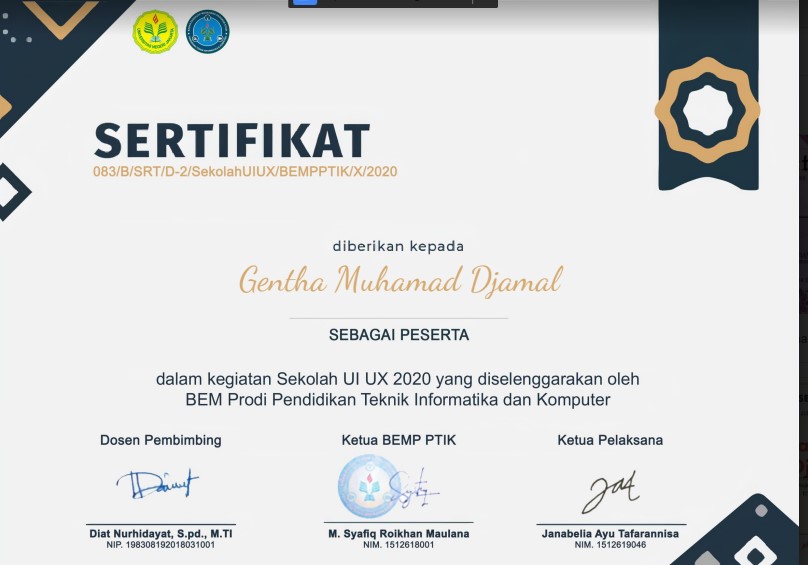 SERTIFIKAT
083/B/SRT/D-2/SekolahUIUX/BEMPPTIK/X/2020
diberikan kepada
Gentha Muhamad Djamal
SEBAGAI PESERTA
dalam kegiatan Sekolah UI UX 2020 yang diselenggarakan oleh
BEM Prodi Pendidikan Teknik Informatika dan Komputer
Dosen Pembimbing
Ketua BEMP PTIK
Ketua Pelaksana
Diat Nurhidayat, S.pd., M.TI
NIP. 198308192018031001
M. Syafiq Roikhan Maulana
NIM. 1512618001
Janabelia Ayu Tafarannisa
NIM. 1512619046